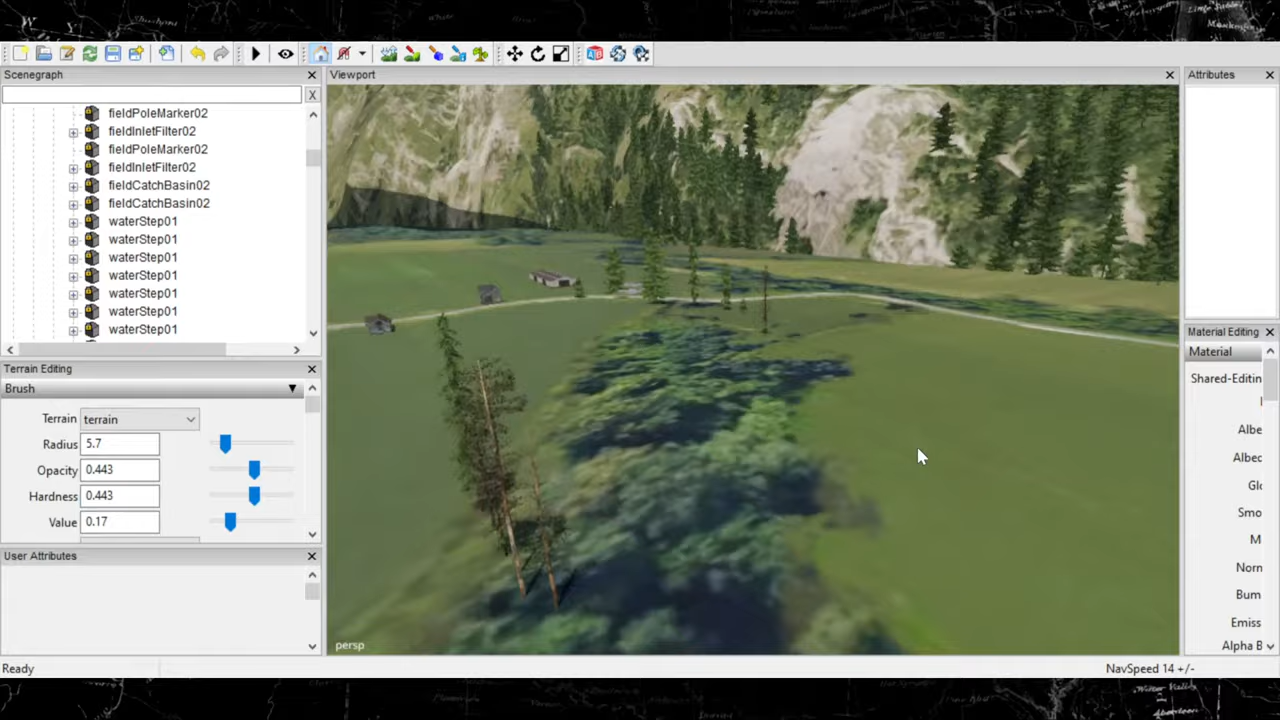 Scenegraph
X
fieldPoleMarker02
fieldInletFilter02
fieldPoleMarker02
fieldInletFilter02
fieldCatchBasin02
fieldCatchBasin02
waterStep01
waterStep01
waterStep01
waterStep01
waterStep01
waterStep01
waterStep01
Terrain Editing
Brush
Terrain terrain
Radius 5.7
Opacity 0.443
Hardness 0.443
Value 0.17
User Attributes
Ready
Viewport
persp
NavSpeed 14 +/-
Attributes
Material Editing
Material
Shared-Editin
Albe
Albec
Glo
Smo
M
Norn
Bum
Emiss
Alpha B